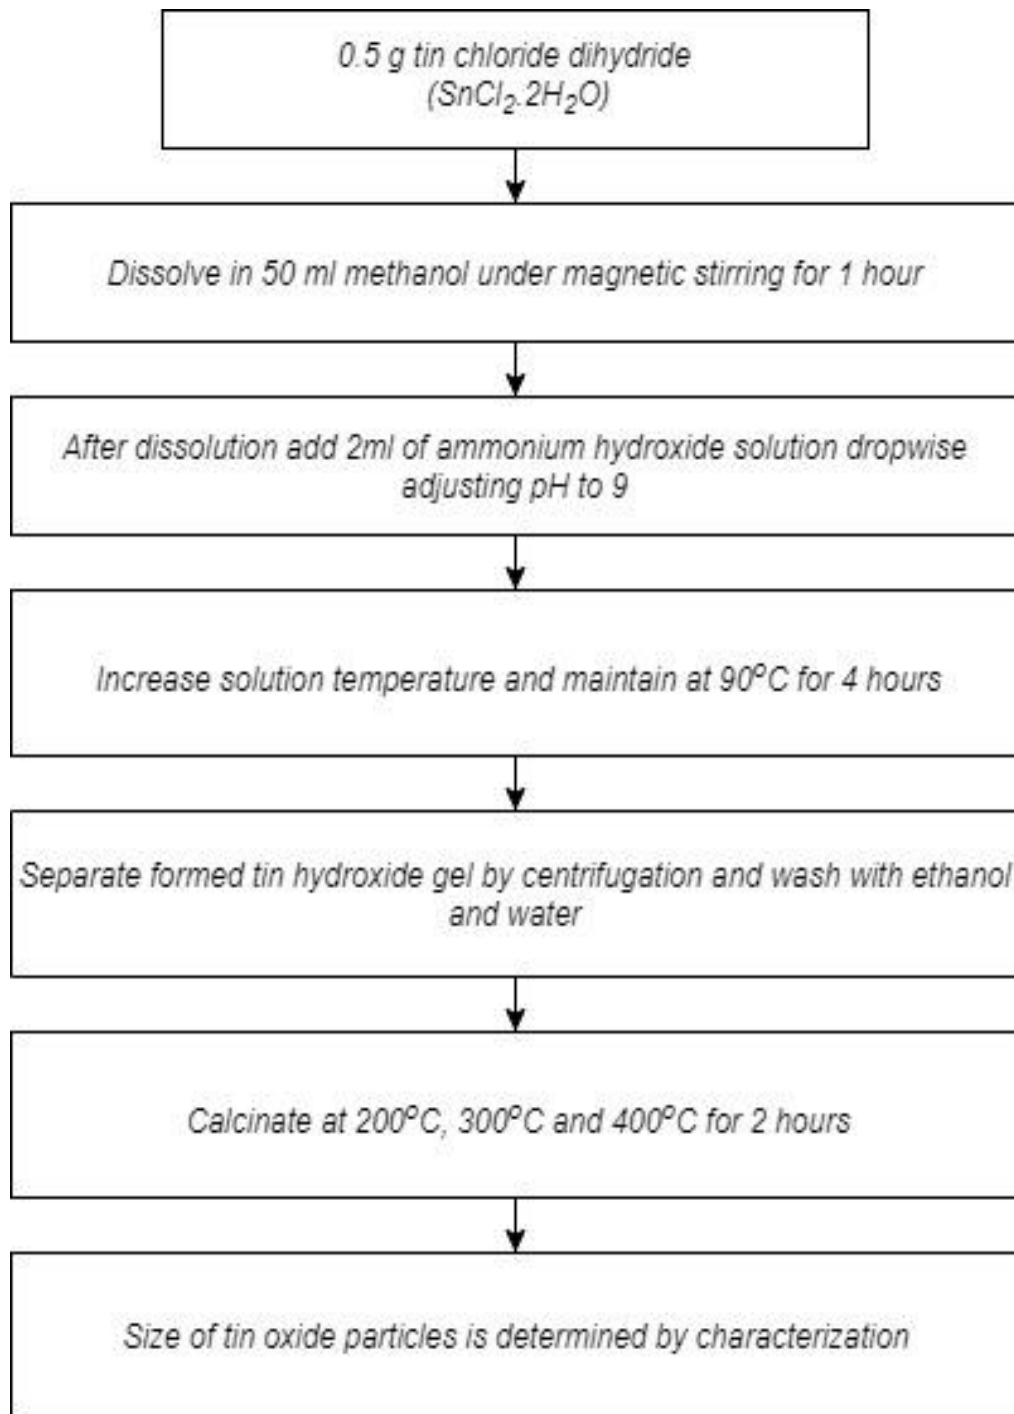 0.5 g tin chloride dihydride
(SnCl₂.2H₂O)
Dissolve in 50 ml methanol under magnetic stirring for 1 hour
After dissolution add 2ml of ammonium hydroxide solution dropwise
adjusting pH to 9
Increase solution temperature and maintain at 90°C for 4 hours
Separate formed tin hydroxide gel by centrifugation and wash with ethanol
and water
Calcinate at 200°C, 300°C and 400°C for 2 hours
Size of tin oxide particles is determined by characterization